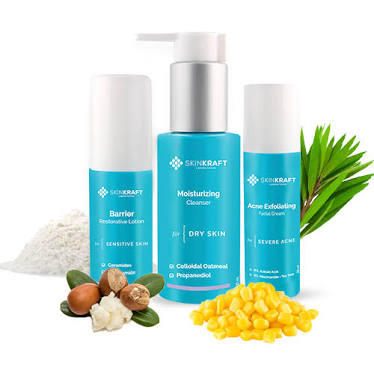 SKINKRAFT
Barrier
Restorative Lotion
for
SENSITIVE SKIN
Ceramides
SKINKRAFT
Moisturizing
Cleanser
for
DRY SKIN
Colloidal Oatmeal
Propanediol
SKINKRAFT
Acne Exfoliating
Facial Cream
for
SEVERE ACNE